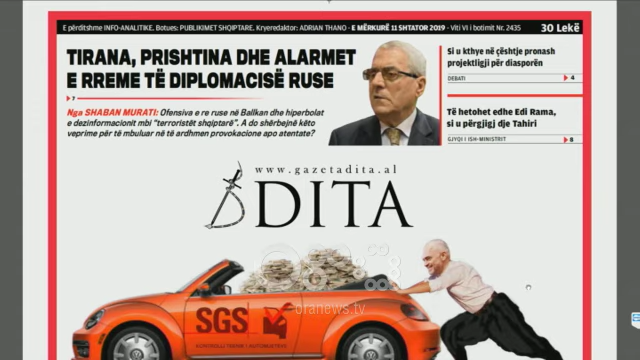 E përditshme INFO-ANALITIKE. Botues: PUBLIKIMET SHQIPTARE. Kryeredaktor: ADRIAN THANO - E MËRKURË 11 SHTATOR 2019 - Viti VI i botimit Nr. 2435
30 Lekë
TIRANA, PRISHTINA DHE ALARMET
E RREME TË DIPLOMACISË RUSE
7
Nga SHABAN MURATI: Ofensiva e re ruse në Ballkan dhe hiperbolat
e dezinformacionit mbi "terroristët shqiptarë". A do shërbejnë këto
veprime për të mbuluar në të ardhmen provokacione apo atentate?
Si u kthye në çështje pronash
projektligji për diasporën
DEBATI
4
Të hetohet edhe Edi Rama,
si u përgjigj dje Tahiri
GJYQI I ISH-MINISTRIT
8
www.gazetadita.al
DITA
oranews.tv
SGS